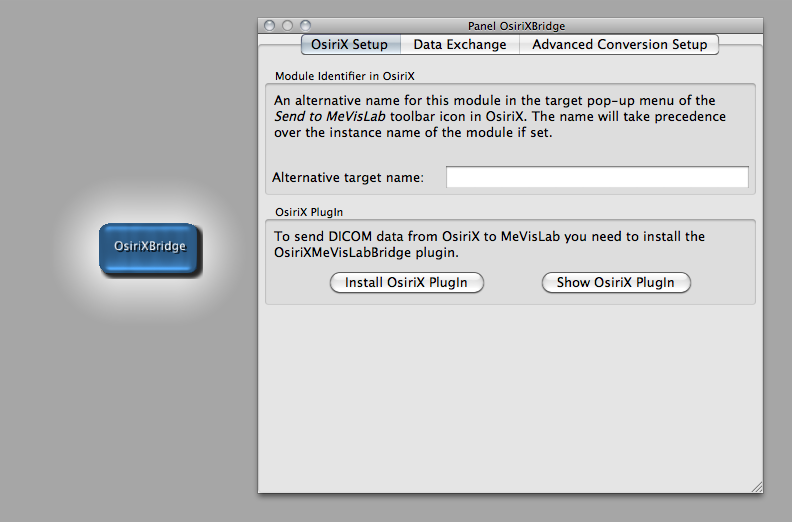 Panel OsiriXBridge
OsiriX Setup
Data Exchange
Advanced Conversion Setup
Module Identifier in OsiriX
An alternative name for this module in the target pop-up menu of the
Send to MeVisLab toolbar icon in OsiriX. The name will take precedence
over the instance name of the module if set.
Alternative target name:
OsiriX PlugIn
To send DICOM data from OsiriX to MeVisLab you need to install the
OsiriXMeVisLabBridge plugin.
Install OsiriX PlugIn
Show OsiriX PlugIn
OsiriXBridge